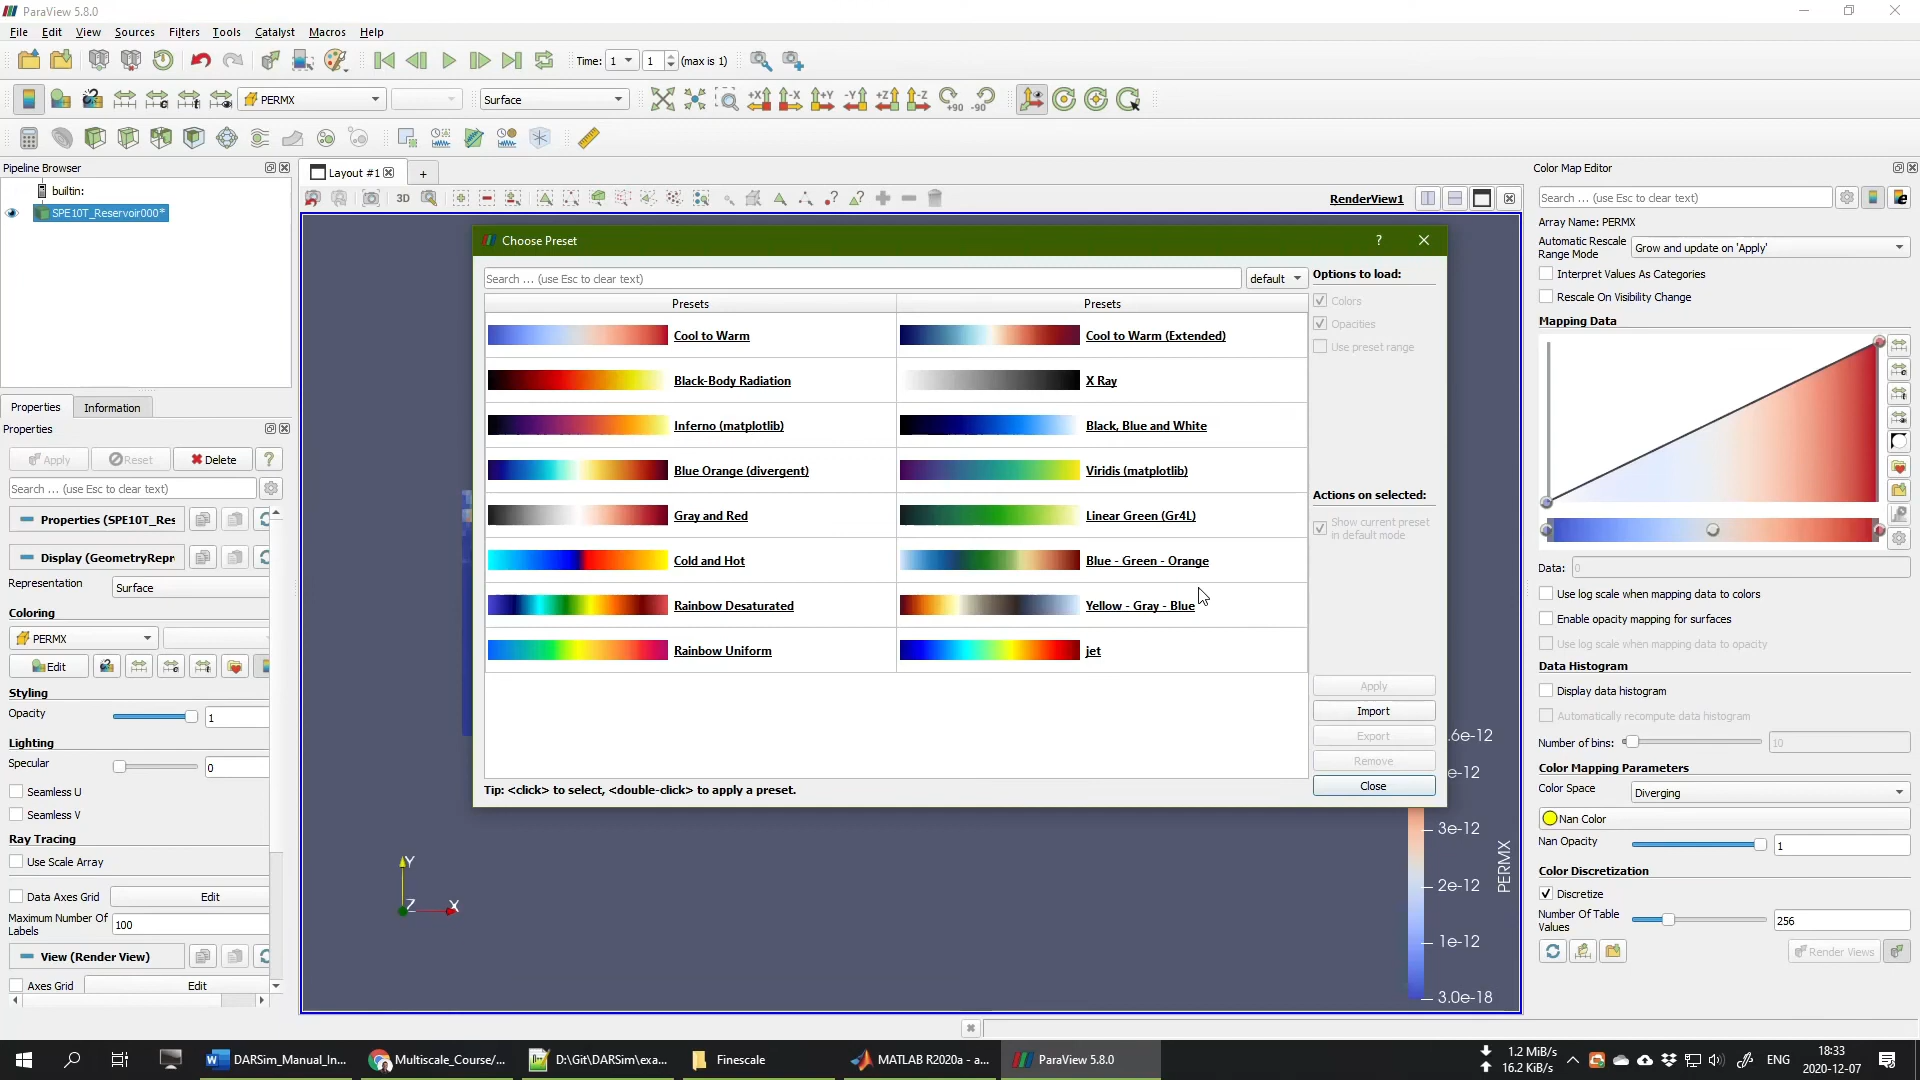 ParaView 5.8.0
File Edit View Sources Filters Tools Catalyst Macros Help
Time: 1 1 (max is 1)
PERMX Surface
+X -X +Y -Y +Z -Z +90 -90
Pipeline Browser
builtin:
SPE10T_Reservoir000*
Properties Information
Properties
Apply Reset Delete ?
Search ... (use Esc to clear text)
Properties (SPE10T_Res
Display (GeometryRepr
Representation Surface
Coloring
PERMX
Edit
Styling
Opacity 1
Lighting
Specular 0
Seamless U
Seamless V
Ray Tracing
Use Scale Array
Data Axes Grid Edit
Maximum Number Of
Labels
100
View (Render View)
Axes Grid Edit
Layout #1 +
3D
RenderView1
Choose Preset ?
Search ... (use Esc to clear text) default
Presets Presets
Cool to Warm Cool to Warm (Extended)
Black-Body Radiation X Ray
Inferno (matplotlib) Black, Blue and White
Blue Orange (divergent) Viridis (matplotlib)
Gray and Red Linear Green (Gr4L)
Cold and Hot Blue - Green - Orange
Rainbow Desaturated Yellow - Gray - Blue
Rainbow Uniform jet
Tip: <click> to select, <double-click> to apply a preset.
Options to load:
Colors
Opacities
Use preset range
Actions on selected:
Show current preset
in default mode
Apply
Import
Export
Remove
Close
.6e-12
e-12
3e-12
2e-12
1e-12
3.0e-18
PERMX
Y
Z X
Color Map Editor
Search ... (use Esc to clear text)
Array Name: PERMX
Automatic Rescale
Range Mode
Grow and update on 'Apply'
Interpret Values As Categories
Rescale On Visibility Change
Mapping Data
Data: 0
Use log scale when mapping data to colors
Enable opacity mapping for surfaces
Use log scale when mapping data to opacity
Data Histogram
Display data histogram
Automatically recompute data histogram
Number of bins: 10
Color Mapping Parameters
Color Space Diverging
Nan Color
Nan Opacity 1
Color Discretization
Discretize
Number Of Table
Values
256
Render Views
DARSim_Manual_In... Multiscale_Course/... D:\Git\DARSim\exa... Finescale MATLAB R2020a - a... ParaView 5.8.0
1.2 MiB/s
16.2 KiB/s
ENG
18:33
2020-12-07